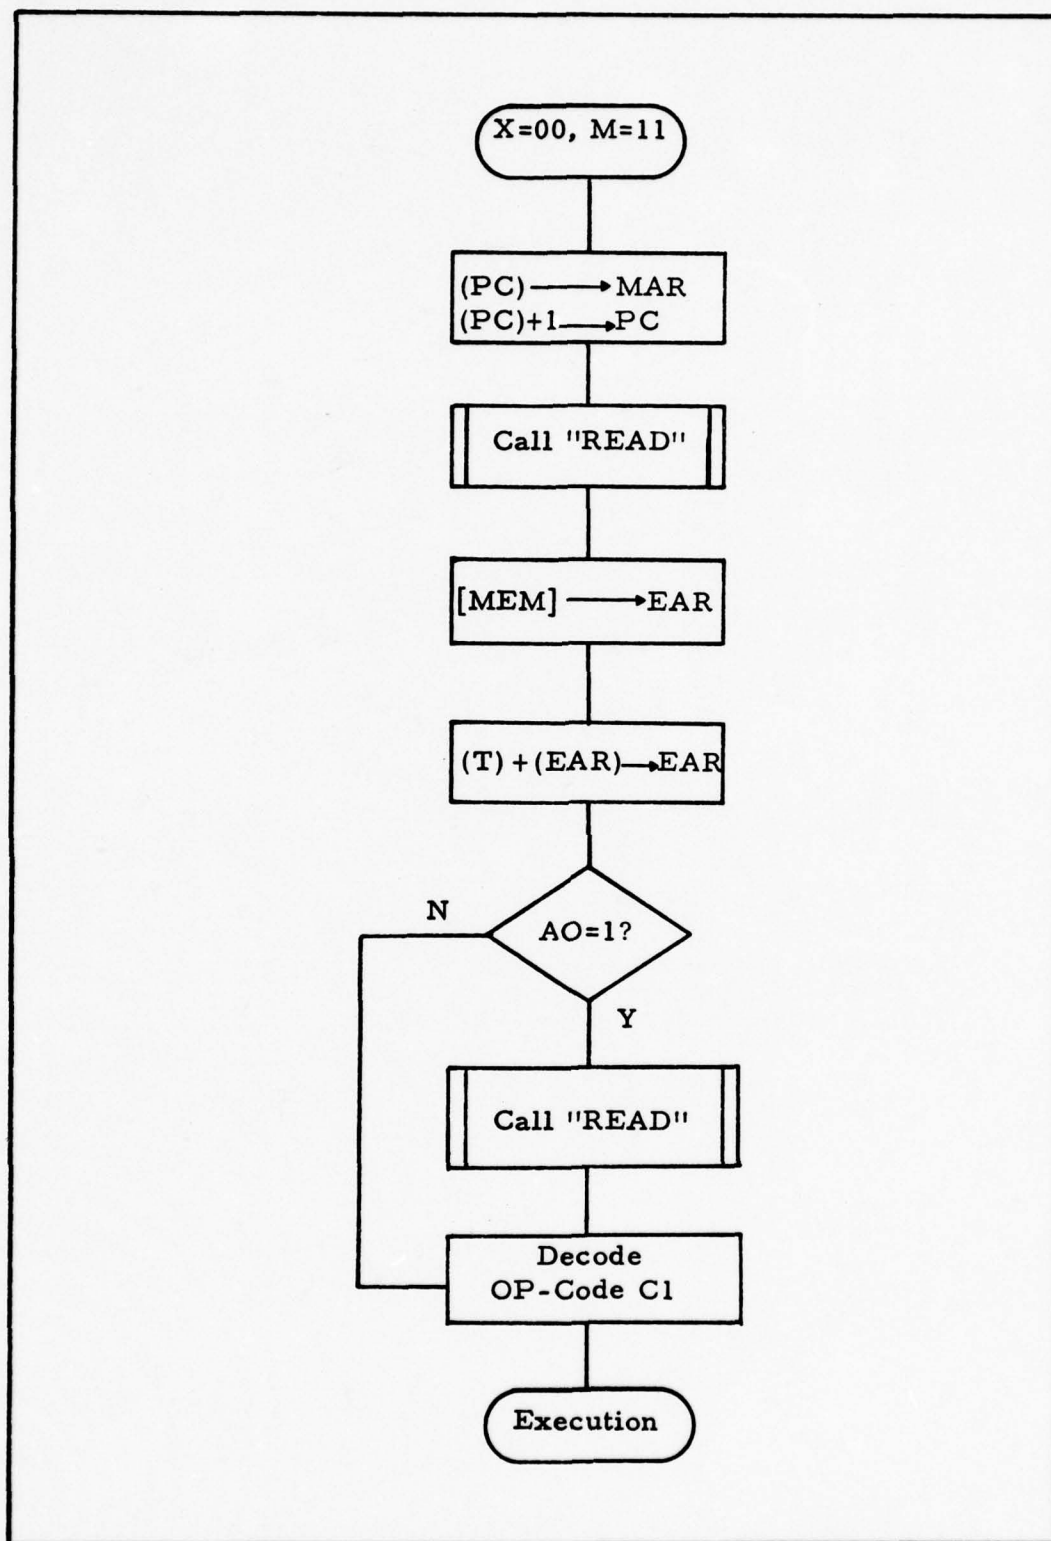 X=00, M=11
(PC)⟶MAR
(PC)+1⟶PC
Call "READ"
[MEM]⟶EAR
(T)+(EAR)⟶EAR
AO=1?
N
Y
Call "READ"
Decode
OP-Code C1
Execution